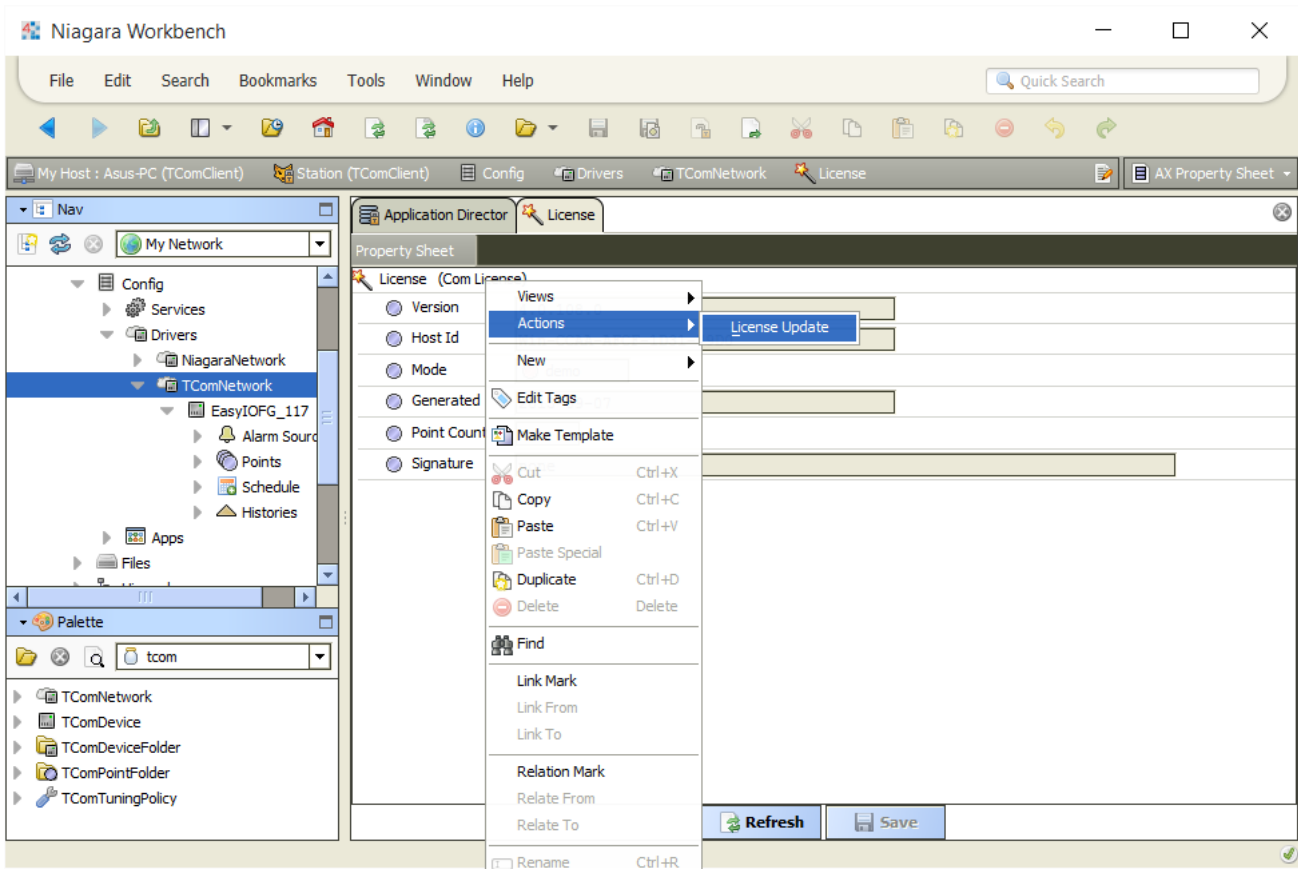 Niagara Workbench
File Edit Search Bookmarks Tools Window Help Quick Search
My Host : Asus-PC (TComClient) Station (TComClient) Config Drivers TComNetwork License AX Property Sheet
Nav
My Network
Config
Services
Drivers
NiagaraNetwork
TComNetwork
EasyIOFG_117
Alarm Sourc
Points
Schedule
Histories
Apps
Files
Palette
tcom
TComNetwork
TComDevice
TComDeviceFolder
TComPointFolder
TComTuningPolicy
Application Director License
Property Sheet
License (Com License)
Version
Host Id
Mode
Generated
Point Count
Signature
Views
Actions
License Update
New
Edit Tags
Make Template
Cut Ctrl+X
Copy Ctrl+C
Paste Ctrl+V
Paste Special
Duplicate Ctrl+D
Delete Delete
Find
Link Mark
Link From
Link To
Relation Mark
Relate From
Relate To
Rename Ctrl+R
Refresh Save